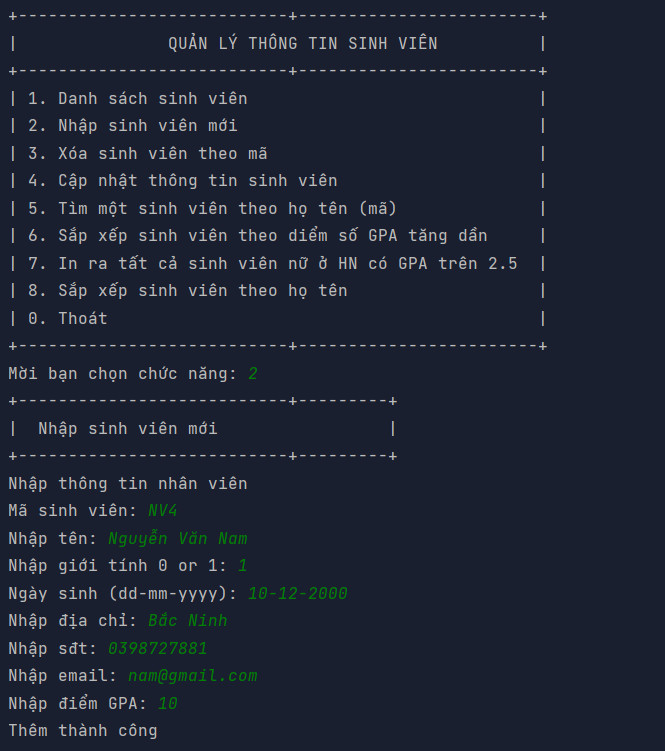 +---------------------------+------------------------+
|               QUẢN LÝ THÔNG TIN SINH VIÊN          |
+---------------------------+------------------------+
| 1. Danh sách sinh viên                             |
| 2. Nhập sinh viên mới                              |
| 3. Xóa sinh viên theo mã                           |
| 4. Cập nhật thông tin sinh viên                    |
| 5. Tìm một sinh viên theo họ tên (mã)              |
| 6. Sắp xếp sinh viên theo diểm số GPA tăng dần     |
| 7. In ra tất cả sinh viên nữ ở HN có GPA trên 2.5  |
| 8. Sắp xếp sinh viên theo họ tên                   |
| 0. Thoát                                           |
+---------------------------+------------------------+
Mời bạn chọn chức năng: 2
+---------------------------+---------+
|  Nhập sinh viên mới                 |
+---------------------------+---------+
Nhập thông tin nhân viên
Mã sinh viên: NV4
Nhập tên: Nguyễn Văn Nam
Nhập giới tính 0 or 1: 1
Ngày sinh (dd-mm-yyyy): 10-12-2000
Nhập địa chỉ: Bắc Ninh
Nhập sđt: 0398727881
Nhập email: nam@gmail.com
Nhập điểm GPA: 10
Thêm thành công